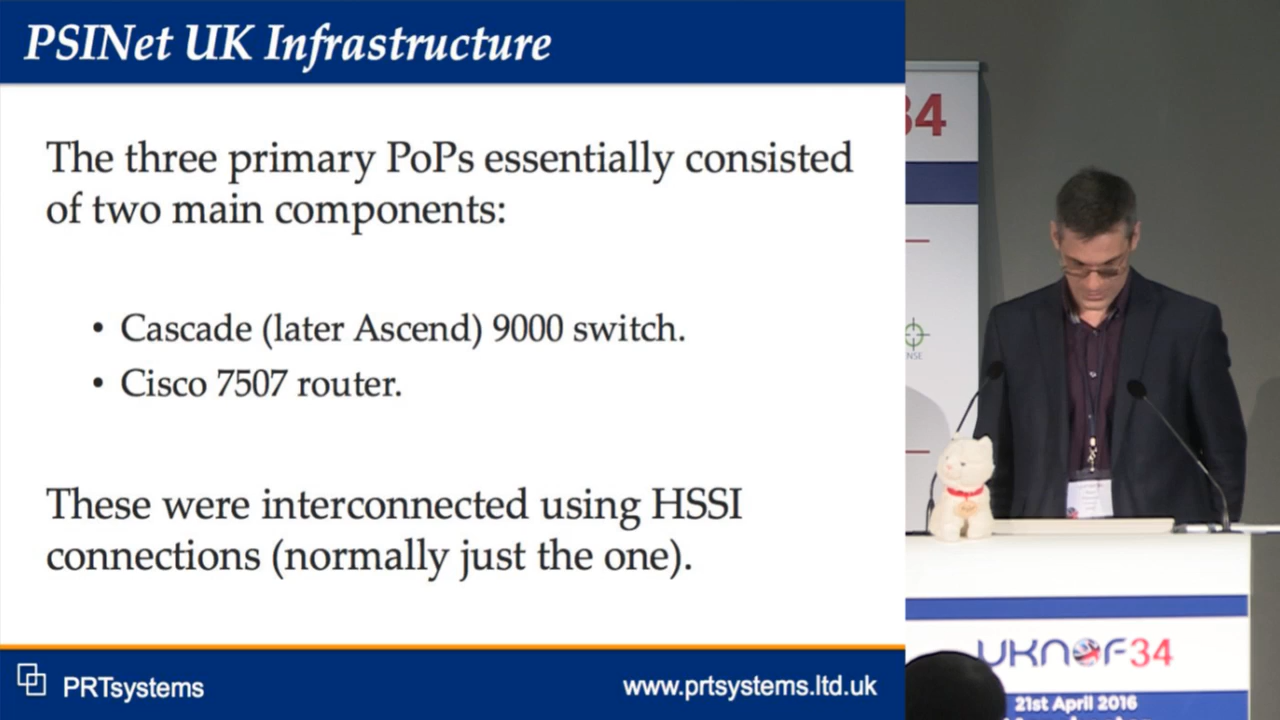 PSINet UK Infrastructure
The three primary PoPs essentially consisted
of two main components:
• Cascade (later Ascend) 9000 switch.
• Cisco 7507 router.
These were interconnected using HSSI
connections (normally just the one).
PRTsystems
www.prtsystems.ltd.uk
34
NSE
UKNOF34
21st April 2016